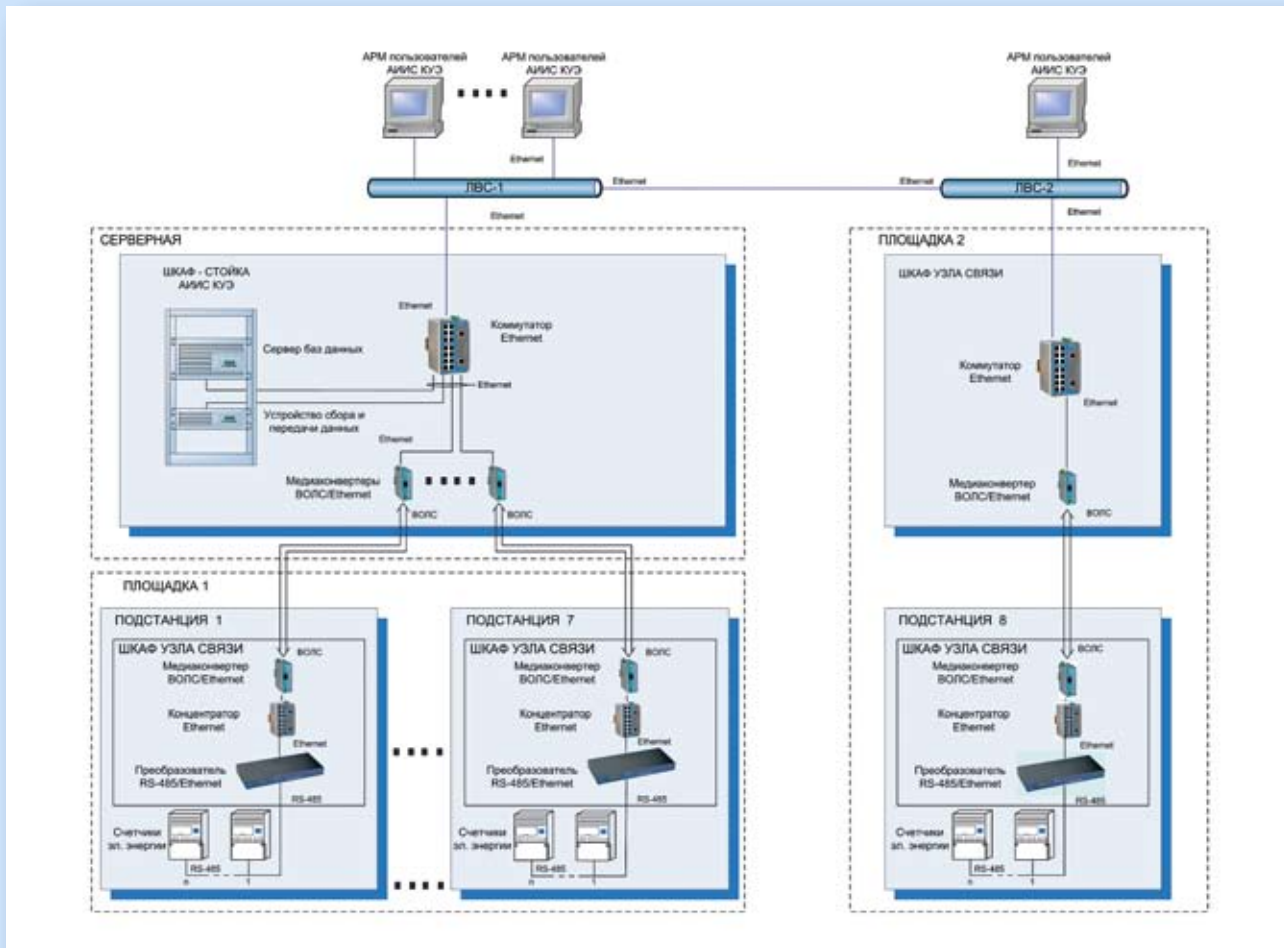 АРМ пользователей
АИИС КУЭ
АРМ пользователей
АИИС КУЭ
АРМ пользователей
АИИС КУЭ
Ethernet
Ethernet
ЛВС-1
Ethernet
Ethernet
ЛВС-2
Ethernet
Ethernet
СЕРВЕРНАЯ
ШКАФ - СТОЙКА
АИИС КУЭ
Ethernet
Коммутатор
Ethernet
Сервер баз данных
Ethernet
Устройство сбора и
передачи данных
Ethernet
Медиаконвертеры
ВОЛС/Ethernet
ВОЛС
ВОЛС
ПЛОЩАДКА 2
ШКАФ УЗЛА СВЯЗИ
Коммутатор
Ethernet
Ethernet
Медиаконвертер
ВОЛС/Ethernet
ВОЛС
ПЛОЩАДКА 1
ПОДСТАНЦИЯ 1
ШКАФ УЗЛА СВЯЗИ
ВОЛС
Медиаконвертер
ВОЛС/Ethernet
Концентратор
Ethernet
Ethernet
Преобразователь
RS-485/Ethernet
RS-485
Счетчики
эл. энергии
RS-485
n
1
ПОДСТАНЦИЯ 7
ШКАФ УЗЛА СВЯЗИ
ВОЛС
Медиаконвертер
ВОЛС/Ethernet
Концентратор
Ethernet
Ethernet
Преобразователь
RS-485/Ethernet
RS-485
Счетчики
эл. энергии
RS-485
n
1
ПОДСТАНЦИЯ 8
ШКАФ УЗЛА СВЯЗИ
ВОЛС
Медиаконвертер
ВОЛС/Ethernet
Концентратор
Ethernet
Ethernet
Преобразователь
RS-485/Ethernet
RS-485
Счетчики
эл. энергии
RS-485
n
1